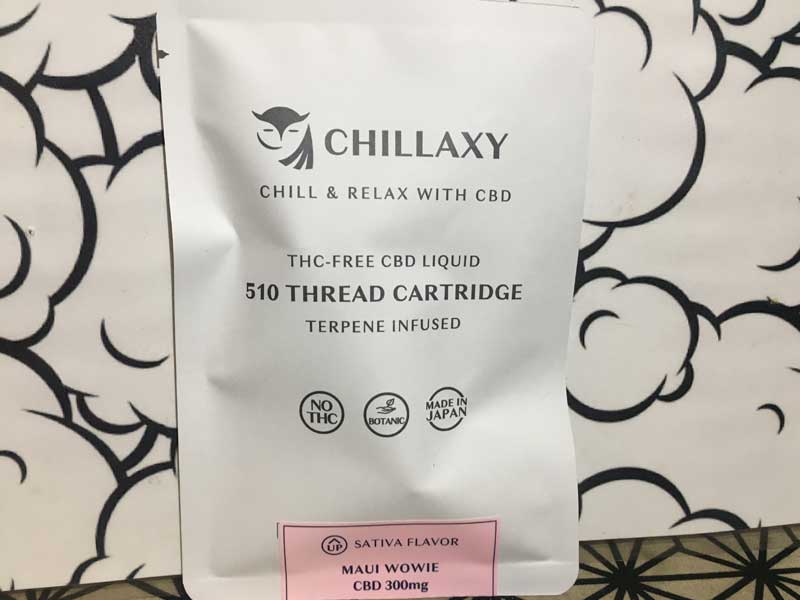 CHILLAXY
CHILL & RELAX WITH CBD
THC-FREE CBD LIQUID
510 THREAD CARTRIDGE
TERPENE INFUSED
NO
THC
BOTANIC
MADE IN
JAPAN
UP SATIVA FLAVOR
MAUI WOWIE
CBD 300mg